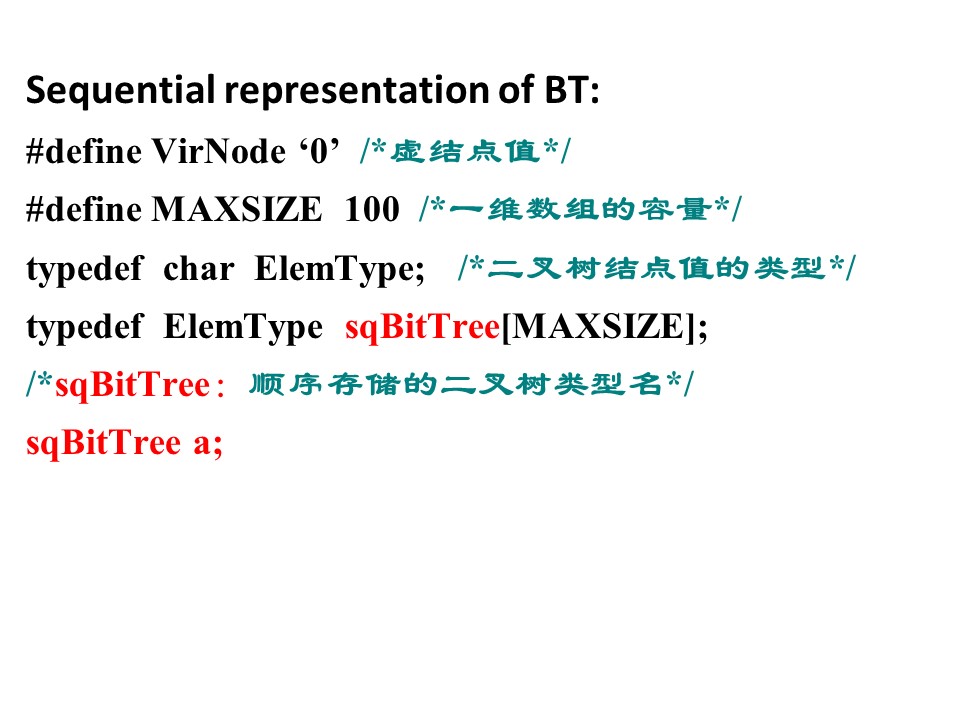 Sequential representation of BT:
#define VirNode ‘0’ /*虚结点值*/
#define MAXSIZE 100 /*一维数组的容量*/
typedef char ElemType; /*二叉树结点值的类型*/
typedef ElemType sqBitTree[MAXSIZE];
/*sqBitTree：顺序存储的二叉树类型名*/
sqBitTree a;